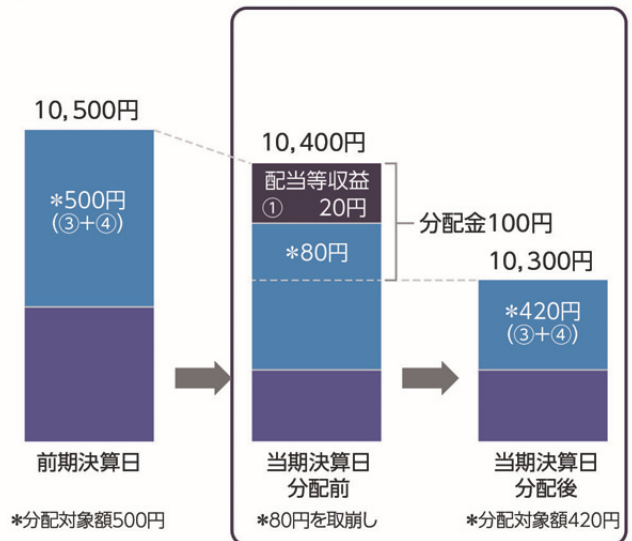 10,500円
*500円
(③+④)
前期決算日
*分配対象額500円
10,400円
配当等収益
① 20円
*80円
分配金100円
当期決算日
分配前
*80円を取崩し
10,300円
*420円
(③+④)
当期決算日
分配後
*分配対象額420円